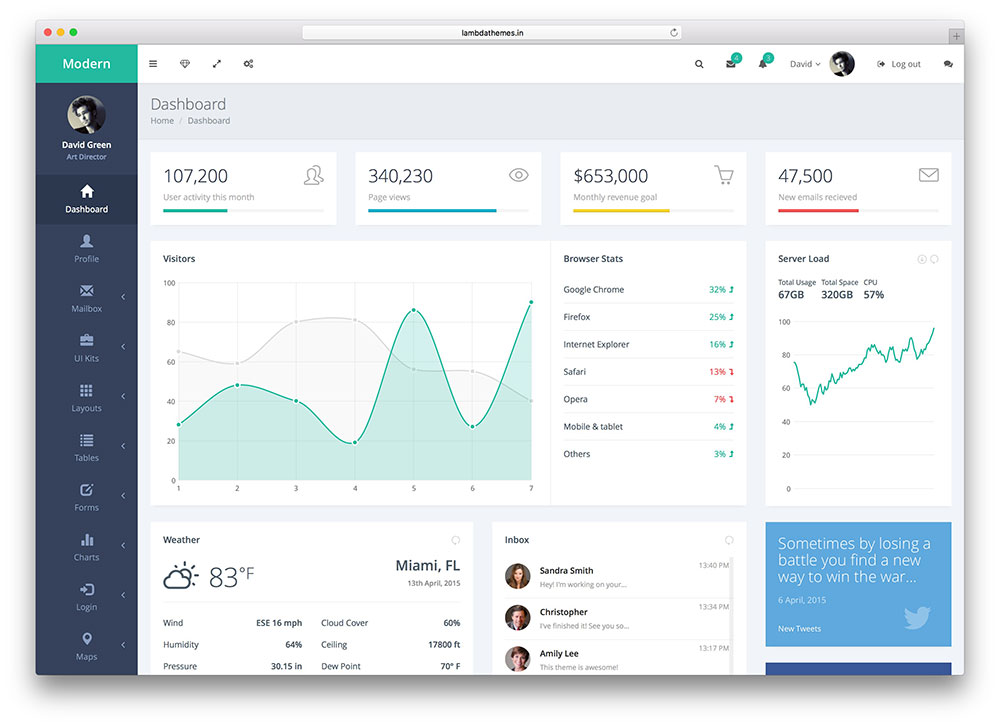 lambdathemes.in
Modern
4
3
David
Log out
David Green
Art Director
Dashboard
Profile
Mailbox
UI Kits
Layouts
Tables
Forms
Charts
Login
Maps
Dashboard
Home / Dashboard
107,200
User activity this month
340,230
Page views
$653,000
Monthly revenue goal
47,500
New emails recieved
Visitors
100
80
60
40
20
0
1 2 3 4 5 6 7
Browser Stats
Google Chrome 32%
Firefox 25%
Internet Explorer 16%
Safari 13%
Opera 7%
Mobile & tablet 4%
Others 3%
Server Load
Total Usage Total Space CPU
67GB 320GB 57%
100
80
60
40
20
0
Weather
83°F
Miami, FL
13th April, 2015
Wind ESE 16 mph Cloud Cover 60%
Humidity 64% Ceiling 17800 ft
Pressure 30.15 in Dew Point 70° F
Inbox
Sandra Smith 13:40 PM
Hey! I'm working on your...
Christopher 13:34 PM
I've finished it! See you so...
Amily Lee 13:17 PM
This theme is awesome!
Sometimes by losing a
battle you find a new
way to win the war...
6 April, 2015
New Tweets